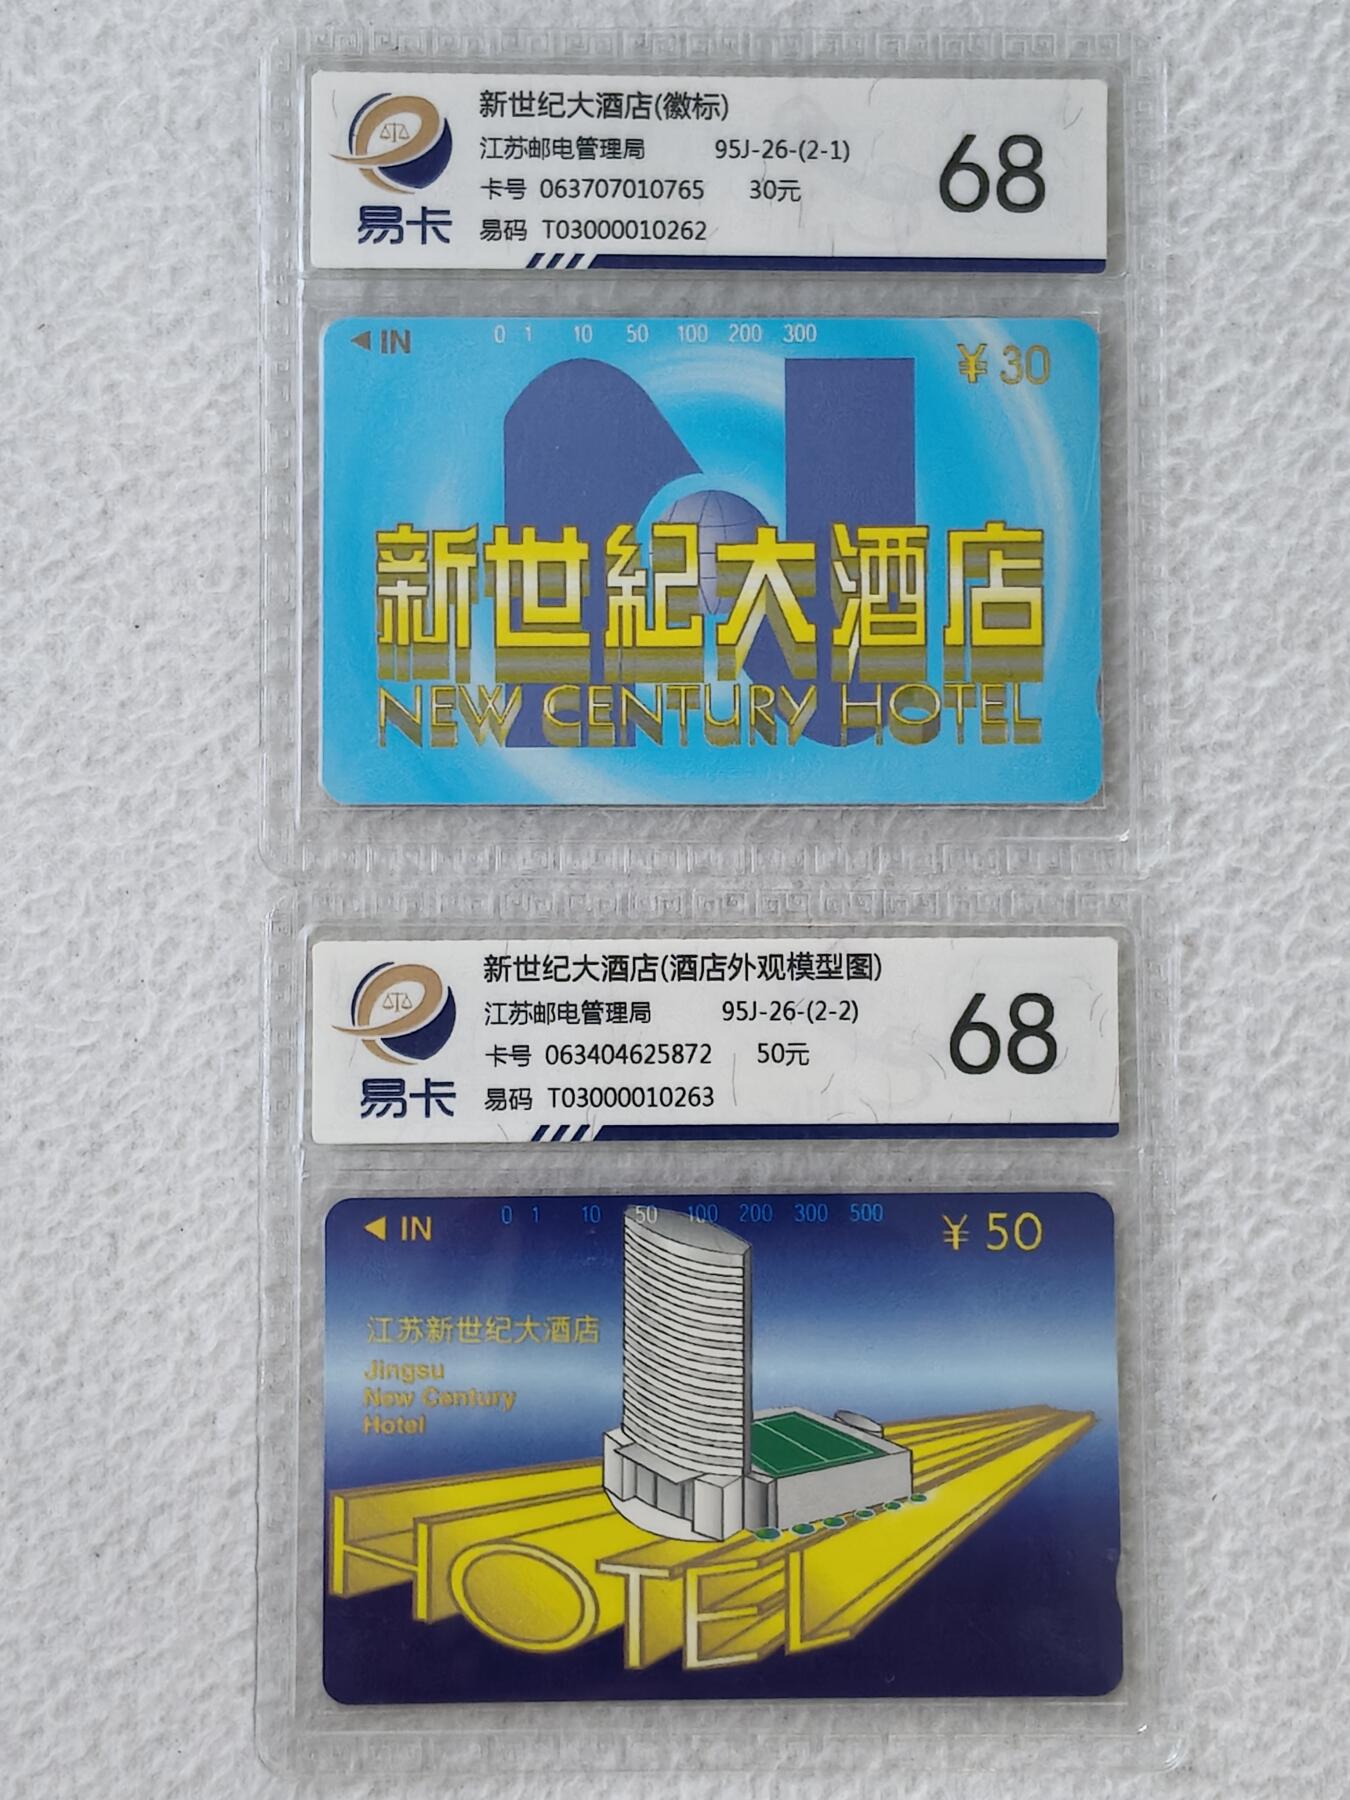 新世纪大酒店(徽标)
江苏邮电管理局 95J-26-(2-1)
卡号 063707010765 30元
易码 T03000010262
68
易卡
IN 0 1 10 50 100 200 300
¥30
新世紀大酒店
NEW CENTURY HOTEL
新世纪大酒店(酒店外观模型图)
江苏邮电管理局 95J-26-(2-2)
卡号 063404625872 50元
易码 T03000010263
68
易卡
IN 0 1 10 50 100 200 300 500
¥50
江苏新世纪大酒店
Jingsu
New Century
Hotel
HOTEL